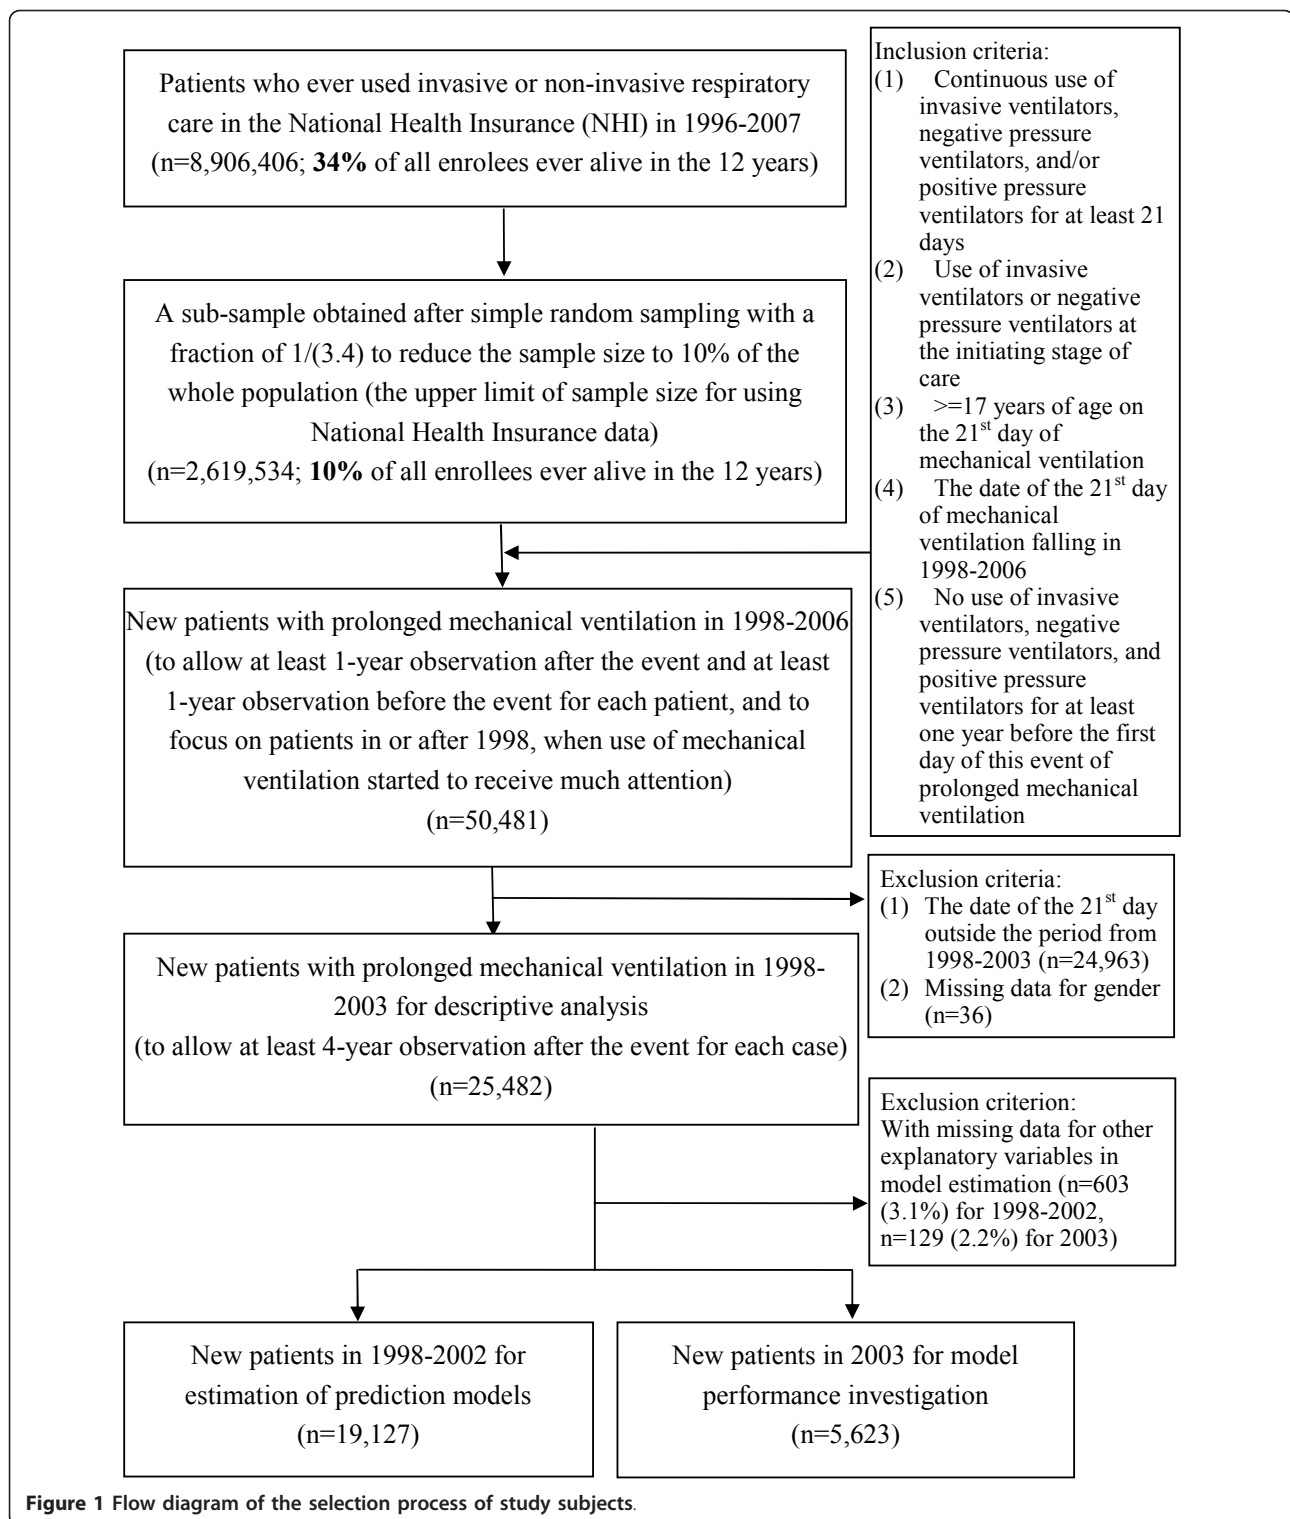 Patients who ever used invasive or non-invasive respiratory
care in the National Health Insurance (NHI) in 1996-2007
(n=8,906,406; 34% of all enrolees ever alive in the 12 years)
A sub-sample obtained after simple random sampling with a
fraction of 1/(3.4) to reduce the sample size to 10% of the
whole population (the upper limit of sample size for using
National Health Insurance data)
(n=2,619,534; 10% of all enrollees ever alive in the 12 years)
Inclusion criteria:
(1) Continuous use of
invasive ventilators,
negative pressure
ventilators, and/or
positive pressure
ventilators for at least 21
days
(2) Use of invasive
ventilators or negative
pressure ventilators at
the initiating stage of
care
(3) >=17 years of age on
the 21st day of
mechanical ventilation
(4) The date of the 21st day
of mechanical
ventilation falling in
1998-2006
(5) No use of invasive
ventilators, negative
pressure ventilators, and
positive pressure
ventilators for at least
one year before the first
day of this event of
prolonged mechanical
ventilation
New patients with prolonged mechanical ventilation in 1998-2006
(to allow at least 1-year observation after the event and at least
1-year observation before the event for each patient, and to
focus on patients in or after 1998, when use of mechanical
ventilation started to receive much attention)
(n=50,481)
Exclusion criteria:
(1) The date of the 21st day
outside the period from
1998-2003 (n=24,963)
(2) Missing data for gender
(n=36)
New patients with prolonged mechanical ventilation in 1998-
2003 for descriptive analysis
(to allow at least 4-year observation after the event for each case)
(n=25,482)
Exclusion criterion:
With missing data for other
explanatory variables in
model estimation (n=603
(3.1%) for 1998-2002,
n=129 (2.2%) for 2003)
New patients in 1998-2002 for
estimation of prediction models
(n=19,127)
New patients in 2003 for model
performance investigation
(n=5,623)
Figure 1 Flow diagram of the selection process of study subjects.